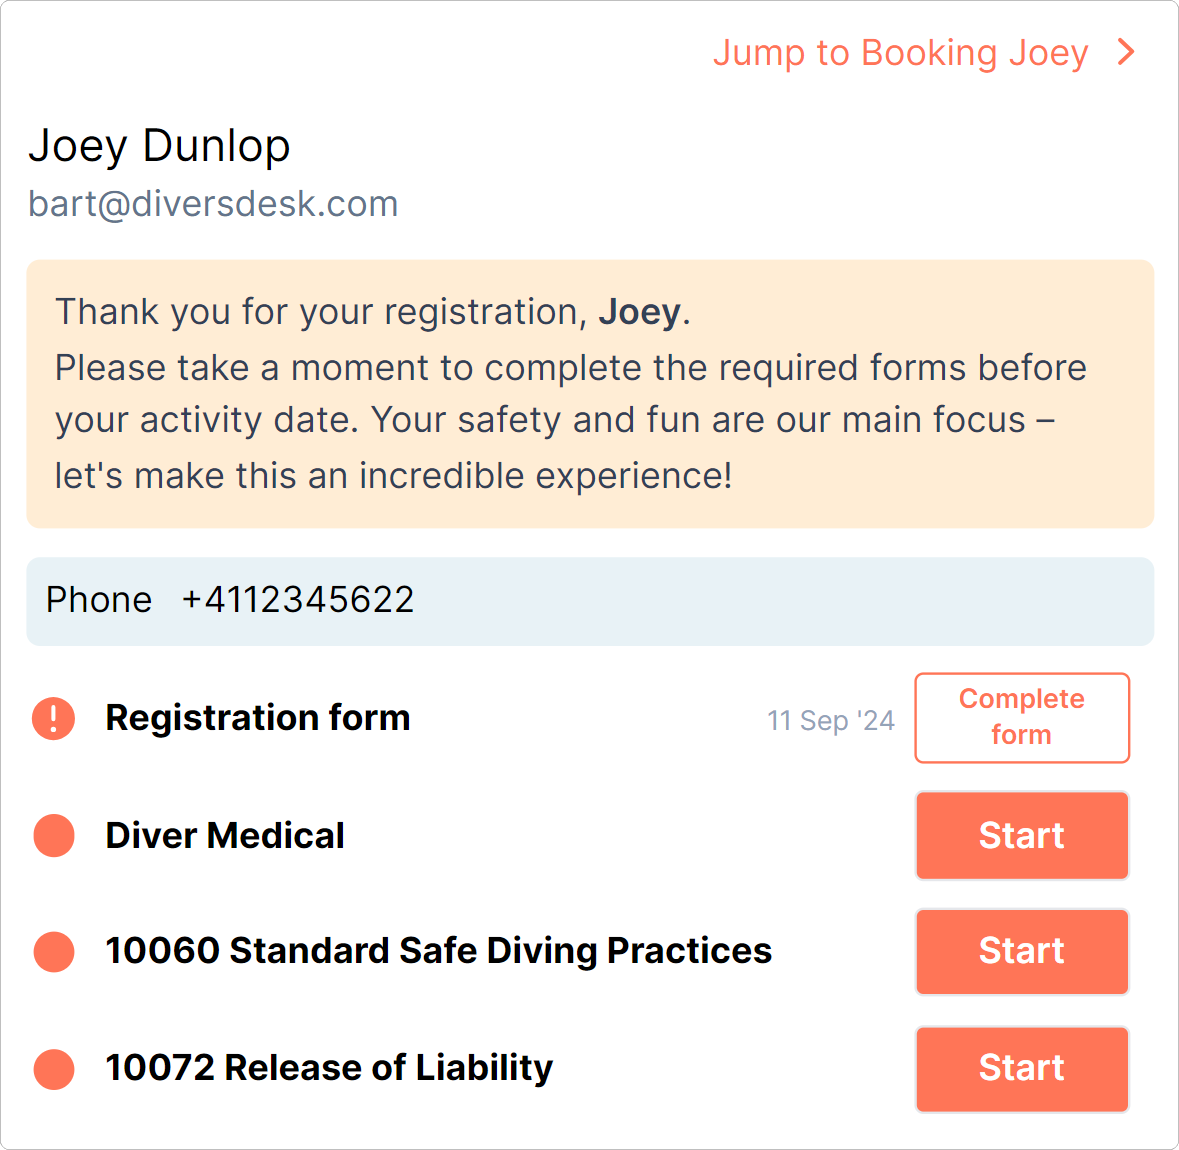 Jump to Booking Joey
Joey Dunlop
bart@diversdesk.com
Thank you for your registration, Joey.
Please take a moment to complete the required forms before
your activity date. Your safety and fun are our main focus –
let's make this an incredible experience!
Phone +4112345622
Registration form 11 Sep '24 Complete
form
Diver Medical Start
10060 Standard Safe Diving Practices Start
10072 Release of Liability Start